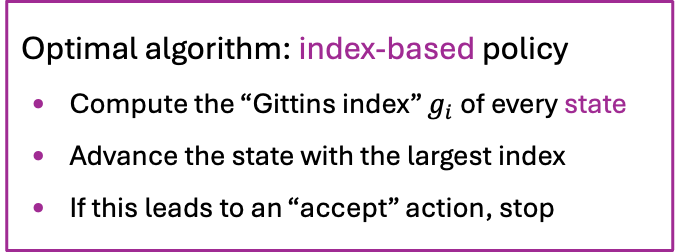 Optimal algorithm: index-based policy
• Compute the “Gittins index” 𝑔ᵢ of every state
• Advance the state with the largest index
• If this leads to an “accept” action, stop